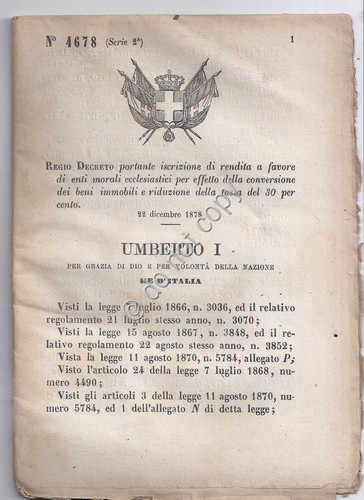 Nº 4678 (Serie 2ª) 1
REGIO DECRETO portante iscrizione di rendita a favore
di enti morali ecclesiastici per effetto della conversione
dei beni immobili e riduzione della tassa del 30 per
cento.
22 dicembre 1878
UMBERTO I
PER GRAZIA DI DIO E PER VOLONTÀ DELLA NAZIONE
RE D'ITALIA
Visti la legge 7 luglio 1866, n. 3036, ed il relativo
regolamento 21 luglio stesso anno, n. 3070;
Visti la legge 15 agosto 1867, n. 3848, ed il re-
lativo regolamento 22 agosto stesso anno, n. 3852;
Vista la legge 11 agosto 1870, n. 5784, allegato P;
Visto l'articolo 24 della legge 7 luglio 1868, nu-
mero 4490;
Visti gli articoli 3 della legge 11 agosto 1870, nu-
mero 5784, ed 1 dell'allegato N di detta legge;